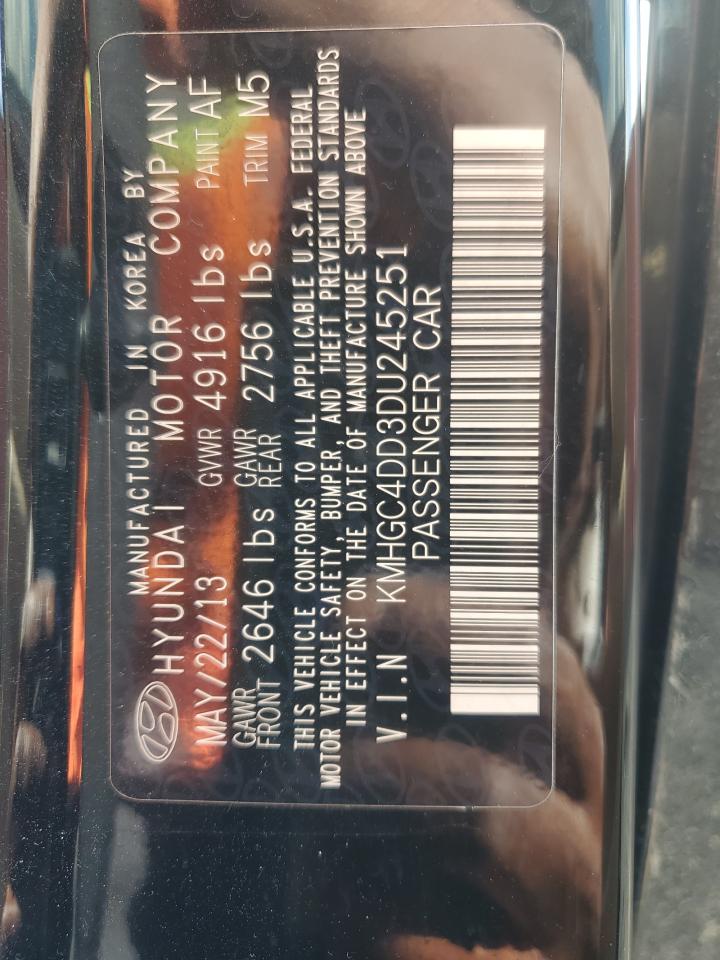 MANUFACTURED IN KOREA BY
HYUNDAI MOTOR COMPANY
MAY/22/13 GVWR 4916 lbs PAINT AF
GAWR FRONT 2646 lbs GAWR REAR 2756 lbs TRIM M5
THIS VEHICLE CONFORMS TO ALL APPLICABLE U.S.A. FEDERAL
MOTOR VEHICLE SAFETY, BUMPER, AND THEFT PREVENTION STANDARDS
IN EFFECT ON THE DATE OF MANUFACTURE SHOWN ABOVE
V.I.N KMHGC4DD3DU245251
PASSENGER CAR